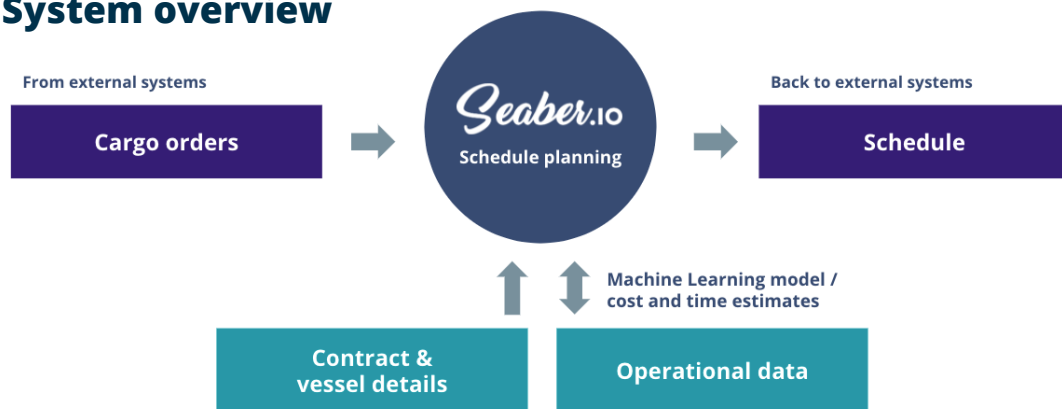 System overview
From external systems
Cargo orders
Seaber.IO
Schedule planning
Back to external systems
Schedule
Machine Learning model /
cost and time estimates
Contract &
vessel details
Operational data